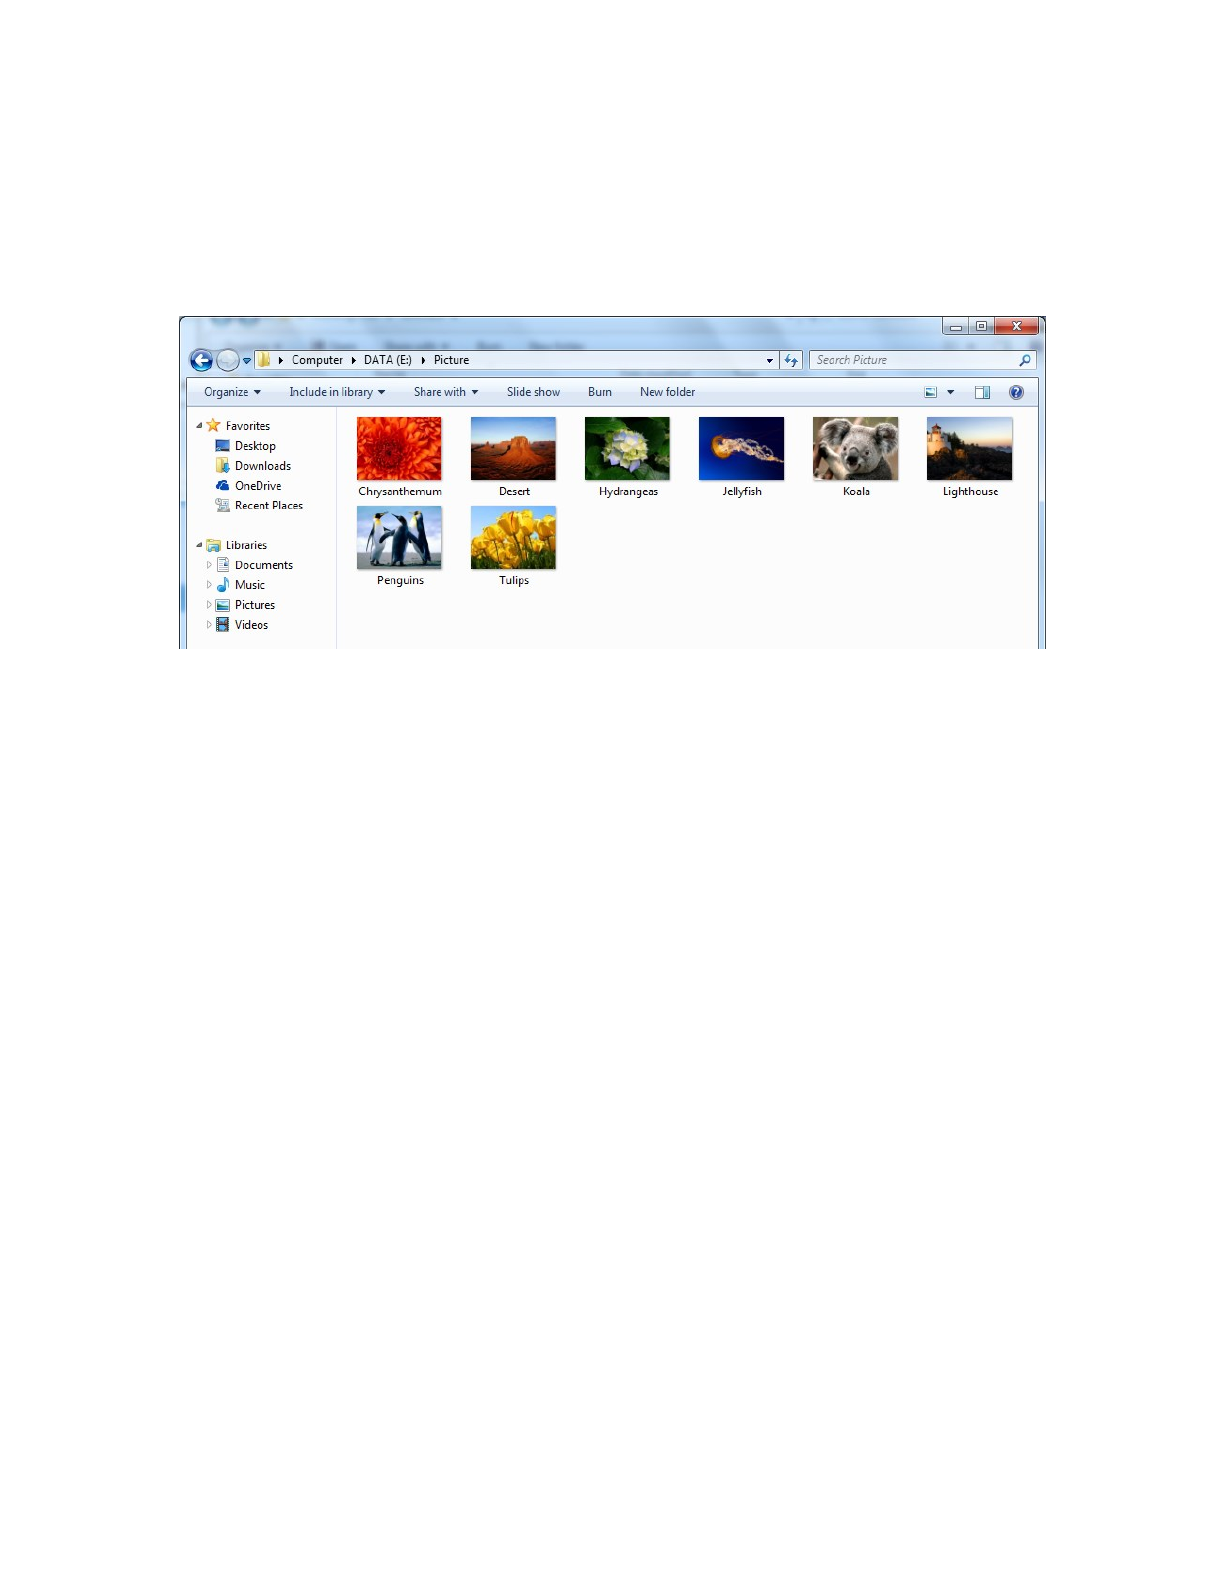 Computer DATA (E:) Picture Search Picture
Organize Include in library Share with Slide show Burn New folder
Favorites
Desktop
Downloads
OneDrive
Recent Places
Libraries
Documents
Music
Pictures
Videos
Chrysanthemum Desert Hydrangeas Jellyfish Koala Lighthouse
Penguins Tulips